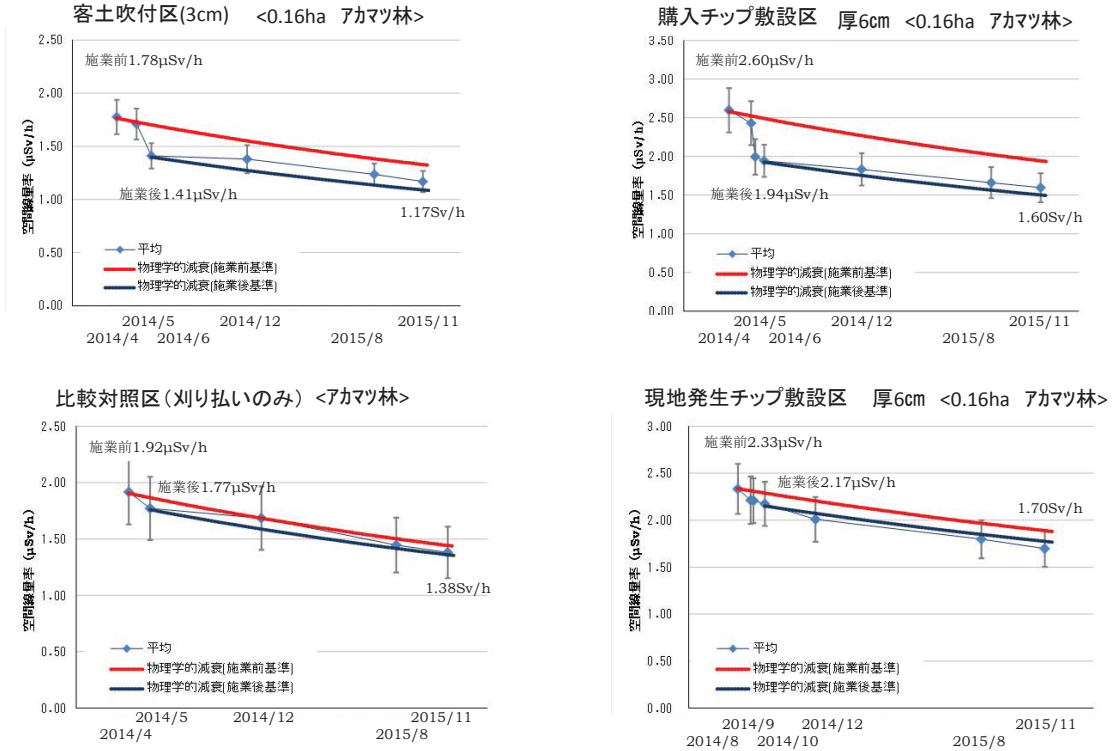 客土吹付区(3cm) <0.16ha アカマツ林>
2.50
2.00
1.50
1.00
0.50
0.00
空間線量率 (μSv/h)
施業前1.78μSv/h
施業後1.41μSv/h
1.17Sv/h
平均
物理学的減衰(施業前基準)
物理学的減衰(施業後基準)
2014/5 2014/12 2015/11
2014/4 2014/6 2015/8
購入チップ敷設区 厚6㎝ <0.16ha アカマツ林>
3.50
3.00
2.50
2.00
1.50
1.00
0.50
0.00
空間線量率 (μSv/h)
施業前2.60μSv/h
施業後1.94μSv/h
1.60Sv/h
平均
物理学的減衰(施業前基準)
物理学的減衰(施業後基準)
2014/5 2014/12 2015/11
2014/4 2014/6 2015/8
比較対照区(刈り払いのみ) <アカマツ林>
2.50
2.00
1.50
1.00
0.50
0.00
空間線量率 (μSv/h)
施業前1.92μSv/h
施業後1.77μSv/h
1.38Sv/h
平均
物理学的減衰(施業前基準)
物理学的減衰(施業後基準)
2014/5 2014/12 2015/11
2014/4 2015/8
現地発生チップ敷設区 厚6㎝ <0.16ha アカマツ林>
3.00
2.50
2.00
1.50
1.00
0.50
0.00
空間線量率 (μSv/h)
施業前2.33μSv/h
施業後2.17μSv/h
1.70Sv/h
平均
物理学的減衰(施業前基準)
物理学的減衰(施業後基準)
2014/9 2014/12 2015/11
2014/8 2014/10 2015/8